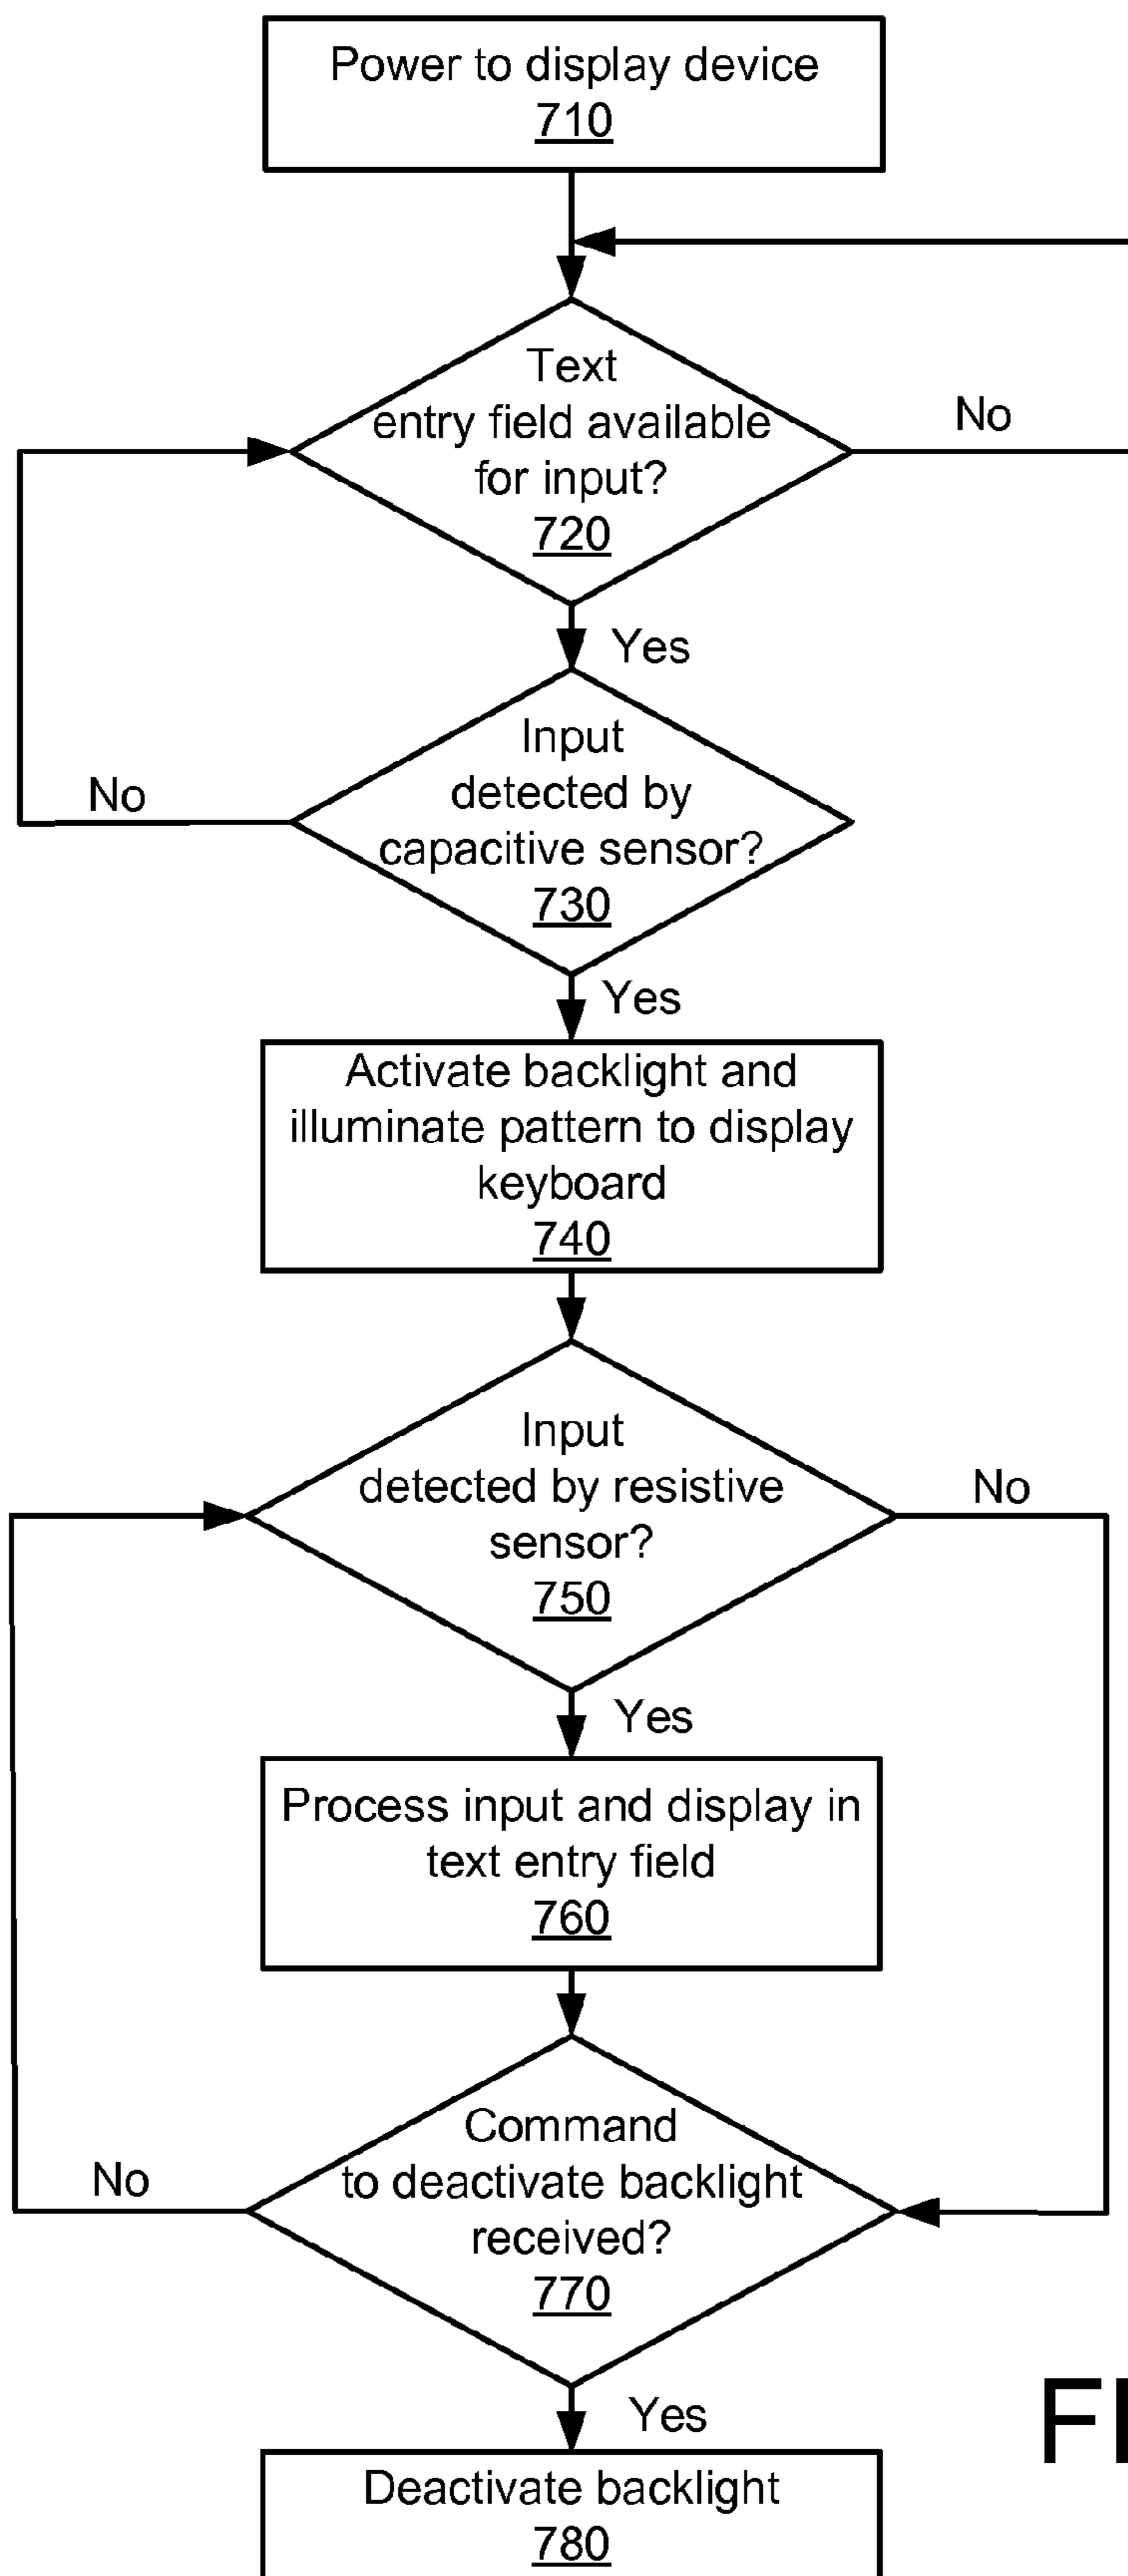 Power to display device
710
Text
entry field available
for input?
720
No
Yes
Input
detected by
capacitive sensor?
730
No
Yes
Activate backlight and
illuminate pattern to display
keyboard
740
Input
detected by resistive
sensor?
750
No
Yes
Process input and display in
text entry field
760
Command
to deactivate backlight
received?
770
No
Yes
Deactivate backlight
780